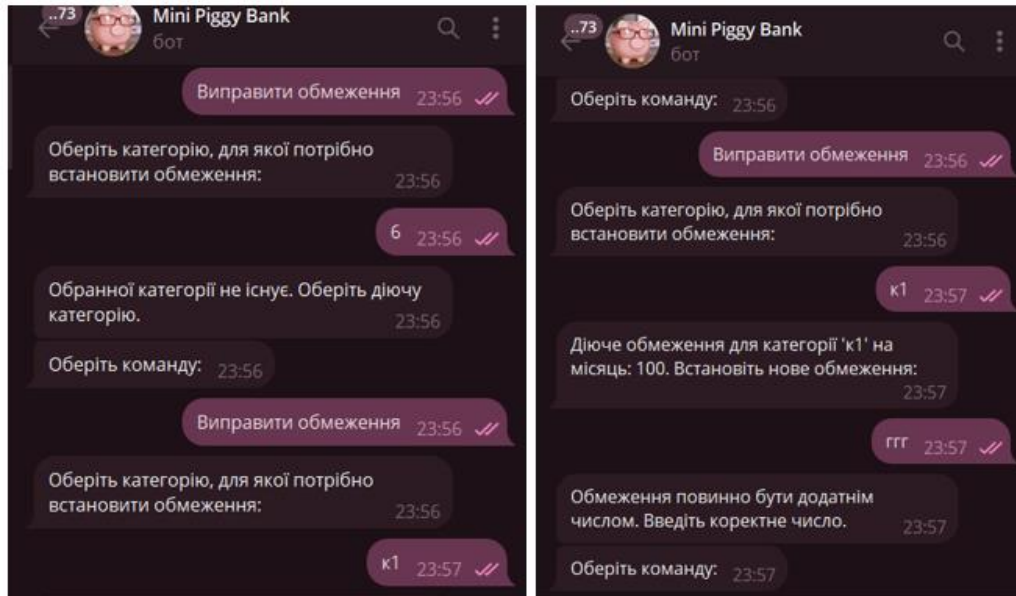 ..73
Mini Piggy Bank
бот
Виправити обмеження 23:56
Оберіть категорію, для якої потрібно
встановити обмеження: 23:56
6 23:56
Обранної категорії не існує. Оберіть діючу
категорію. 23:56
Оберіть команду: 23:56
Виправити обмеження 23:56
Оберіть категорію, для якої потрібно
встановити обмеження: 23:56
к1 23:57
..73
Mini Piggy Bank
бот
Оберіть команду: 23:56
Виправити обмеження 23:56
Оберіть категорію, для якої потрібно
встановити обмеження: 23:56
к1 23:57
Діюче обмеження для категорії 'к1' на
місяць: 100. Встановіть нове обмеження:
23:57
ггг 23:57
Обмеження повинно бути додатнім
числом. Введіть коректне число. 23:57
Оберіть команду: 23:57